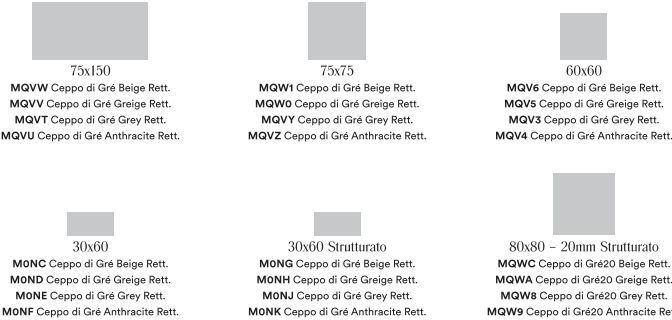 75x150
MQVW Ceppo di Gré Beige Rett.
MQVV Ceppo di Gré Greige Rett.
MQVT Ceppo di Gré Grey Rett.
MQVU Ceppo di Gré Anthracite Rett.
75x75
MQW1 Ceppo di Gré Beige Rett.
MQW0 Ceppo di Gré Greige Rett.
MQVY Ceppo di Gré Grey Rett.
MQVZ Ceppo di Gré Anthracite Rett.
60x60
MQV6 Ceppo di Gré Beige Rett.
MQV5 Ceppo di Gré Greige Rett.
MQV3 Ceppo di Gré Grey Rett.
MQV4 Ceppo di Gré Anthracite Rett.
30x60
M0NC Ceppo di Gré Beige Rett.
M0ND Ceppo di Gré Greige Rett.
M0NE Ceppo di Gré Grey Rett.
M0NF Ceppo di Gré Anthracite Rett.
30x60 Strutturato
M0NG Ceppo di Gré Beige Rett.
M0NH Ceppo di Gré Greige Rett.
M0NJ Ceppo di Gré Grey Rett.
M0NK Ceppo di Gré Anthracite Rett.
80x80 – 20mm Strutturato
MQWC Ceppo di Gré20 Beige Rett.
MQWA Ceppo di Gré20 Greige Rett.
MQW8 Ceppo di Gré20 Grey Rett.
MQW9 Ceppo di Gré20 Anthracite